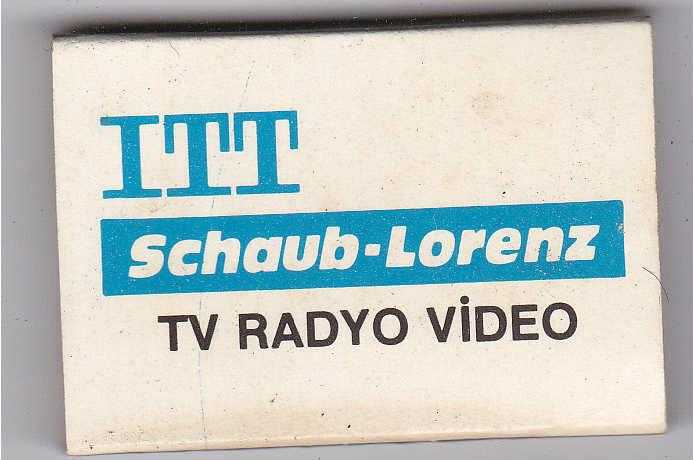 ITT
Schaub-Lorenz
TV RADYO VİDEO